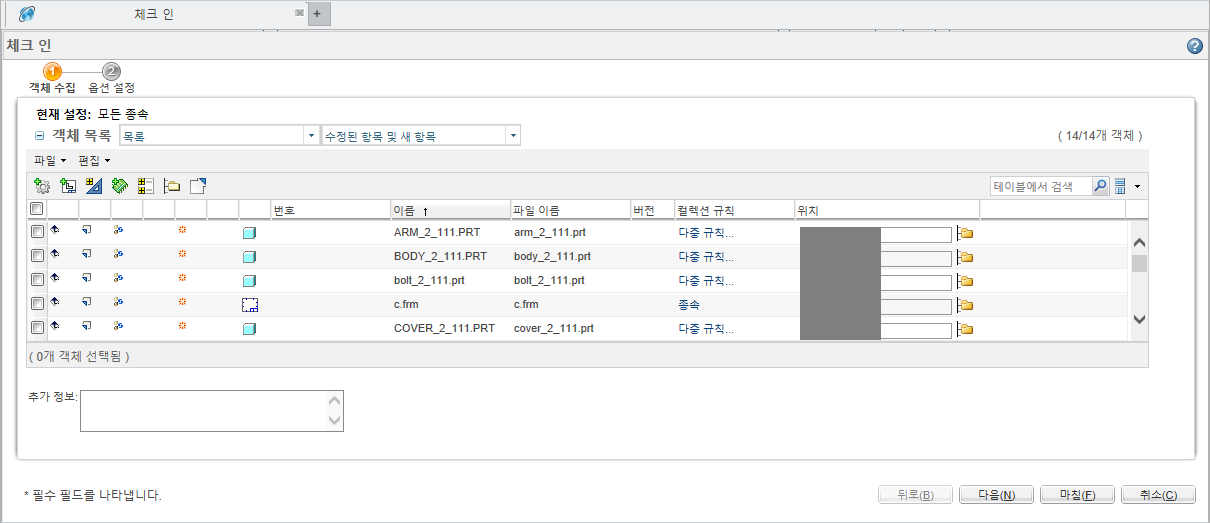 체크 인
+
체크 인
?
1 2
객체 수집 옵션 설정
현재 설정: 모든 종속
객체 목록 목록 수정된 항목 및 새 항목 ( 14/14개 객체 )
파일 편집
테이블에서 검색
번호 이름 파일 이름 버전 컬렉션 규칙 위치
ARM_2_111.PRT arm_2_111.prt 다중 규칙...
BODY_2_111.PRT body_2_111.prt 다중 규칙...
bolt_2_111.prt bolt_2_111.prt 다중 규칙...
c.frm c.frm 종속
COVER_2_111.PRT cover_2_111.prt 다중 규칙...
( 0개 객체 선택됨 )
추가 정보:
* 필수 필드를 나타냅니다. 뒤로(B) 다음(N) 마침(F) 취소(C)